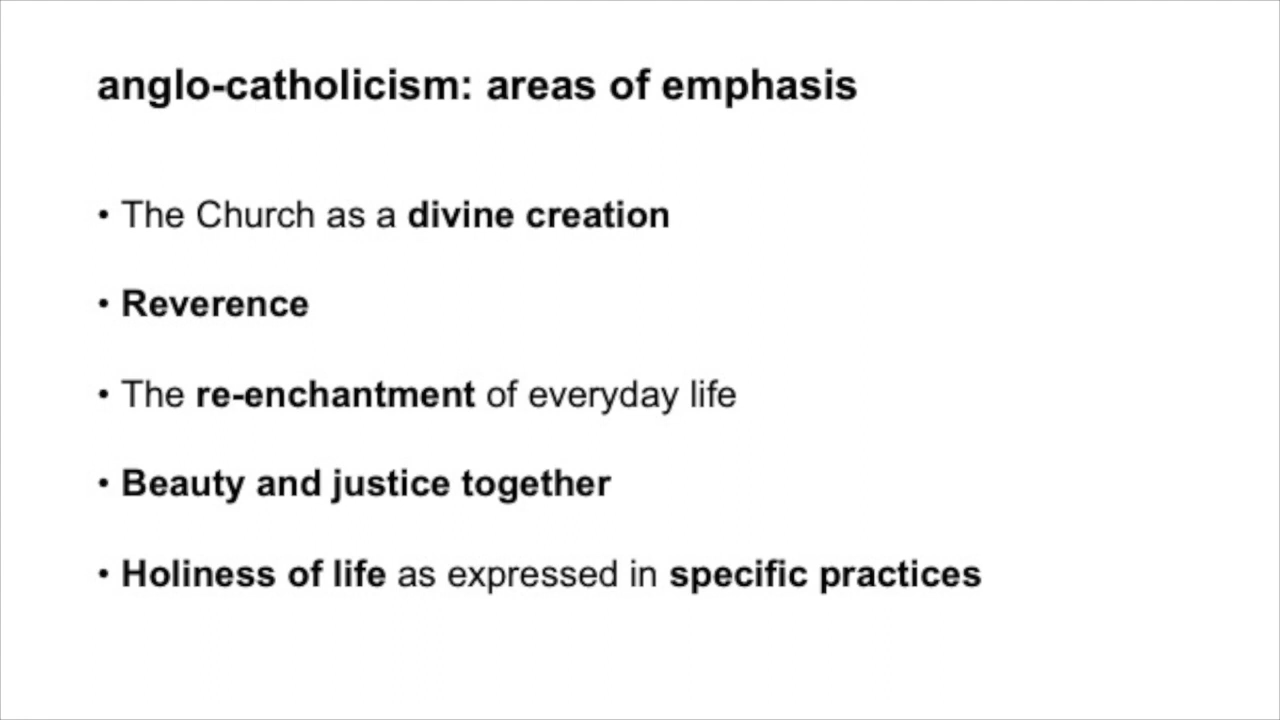 anglo-catholicism: areas of emphasis
• The Church as a divine creation
• Reverence
• The re-enchantment of everyday life
• Beauty and justice together
• Holiness of life as expressed in specific practices